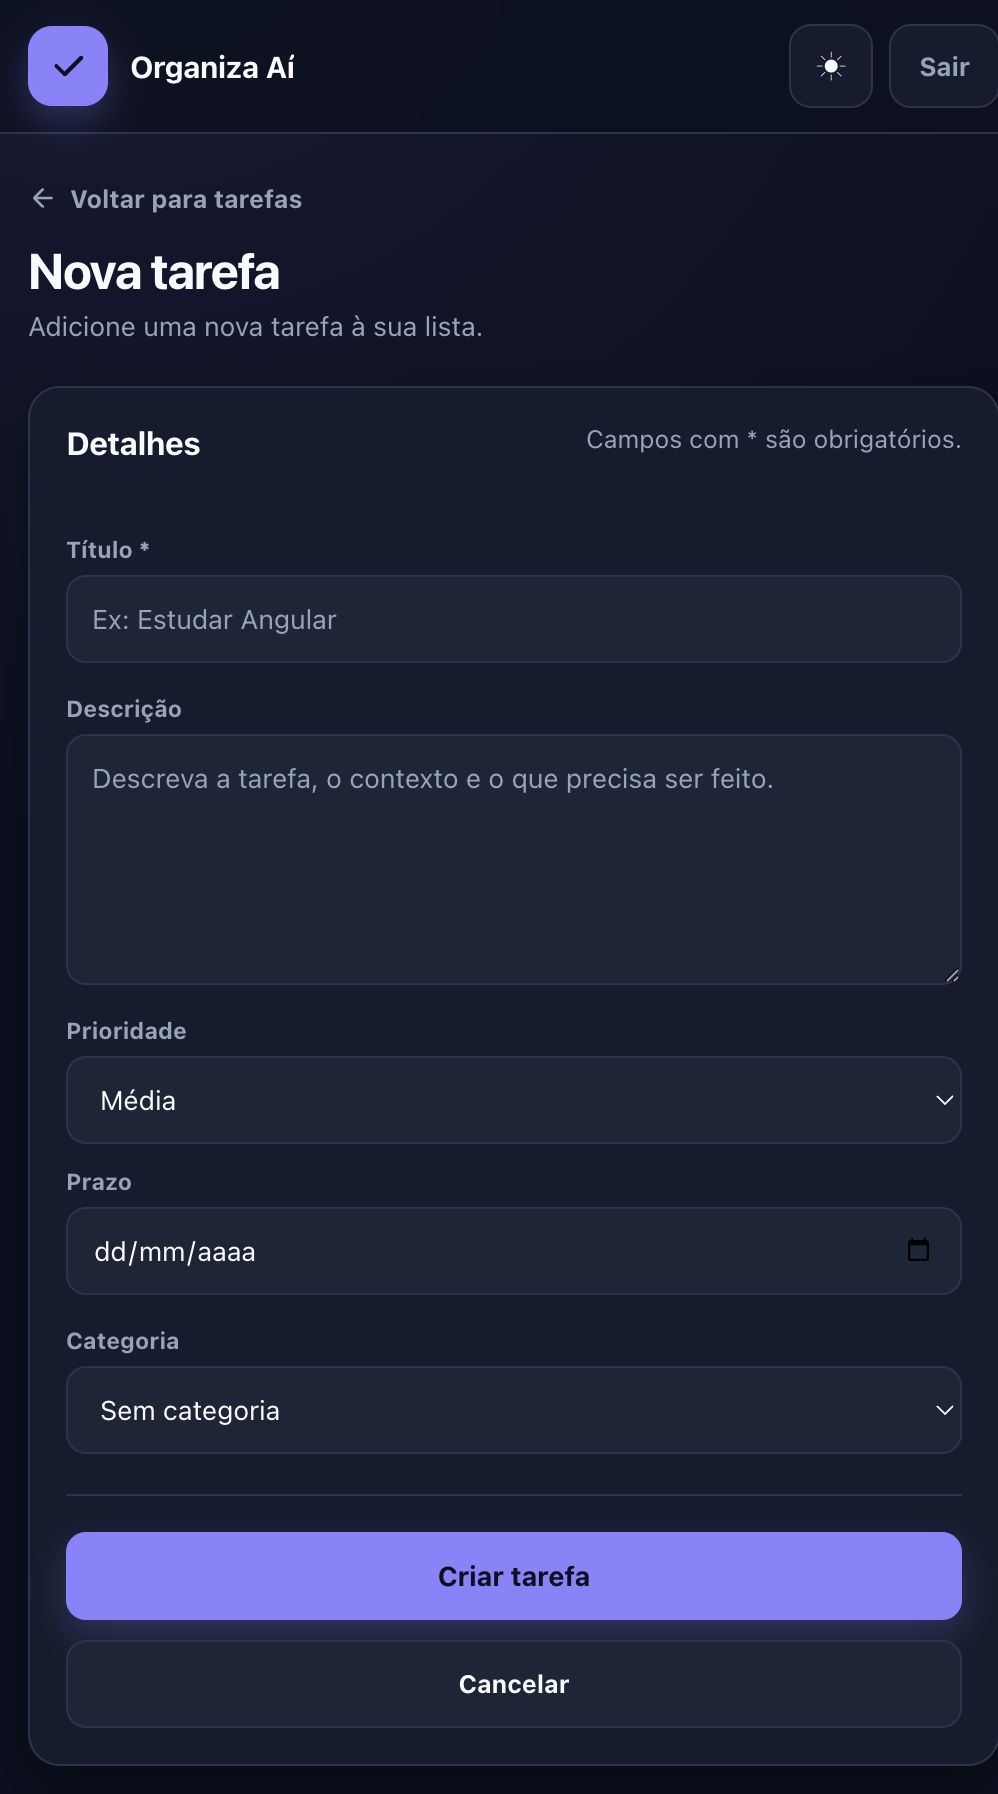 Organiza Aí
Sair
Voltar para tarefas
Nova tarefa
Adicione uma nova tarefa à sua lista.
Detalhes
Campos com * são obrigatórios.
Título *
Ex: Estudar Angular
Descrição
Descreva a tarefa, o contexto e o que precisa ser feito.
Prioridade
Média
Prazo
dd/mm/aaaa
Categoria
Sem categoria
Criar tarefa
Cancelar